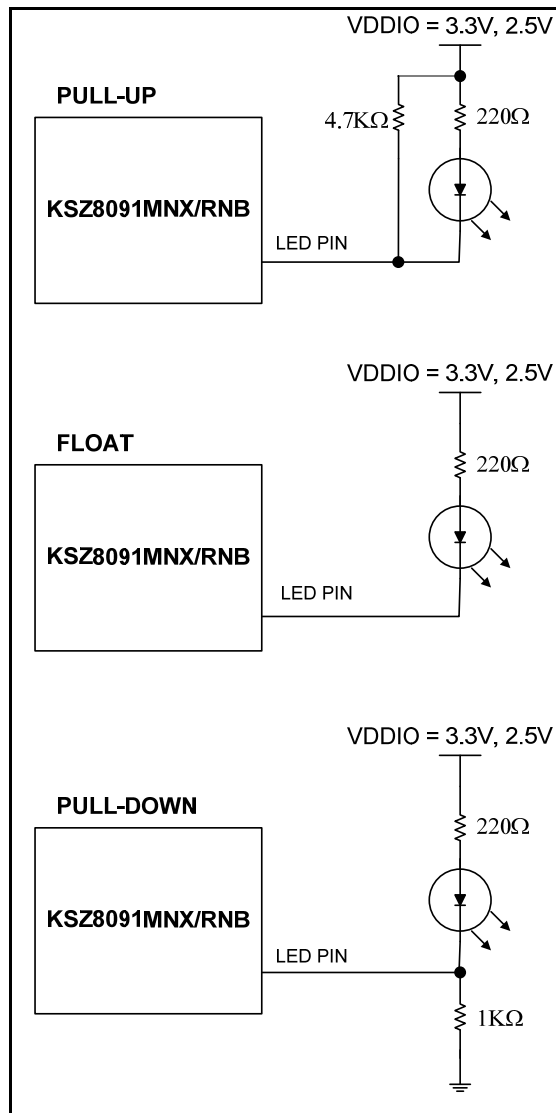 VDDIO = 3.3V, 2.5V
PULL-UP
4.7KΩ
220Ω
KSZ8091MNX/RNB
LED PIN
VDDIO = 3.3V, 2.5V
FLOAT
220Ω
KSZ8091MNX/RNB
LED PIN
VDDIO = 3.3V, 2.5V
PULL-DOWN
220Ω
KSZ8091MNX/RNB
LED PIN
1KΩ